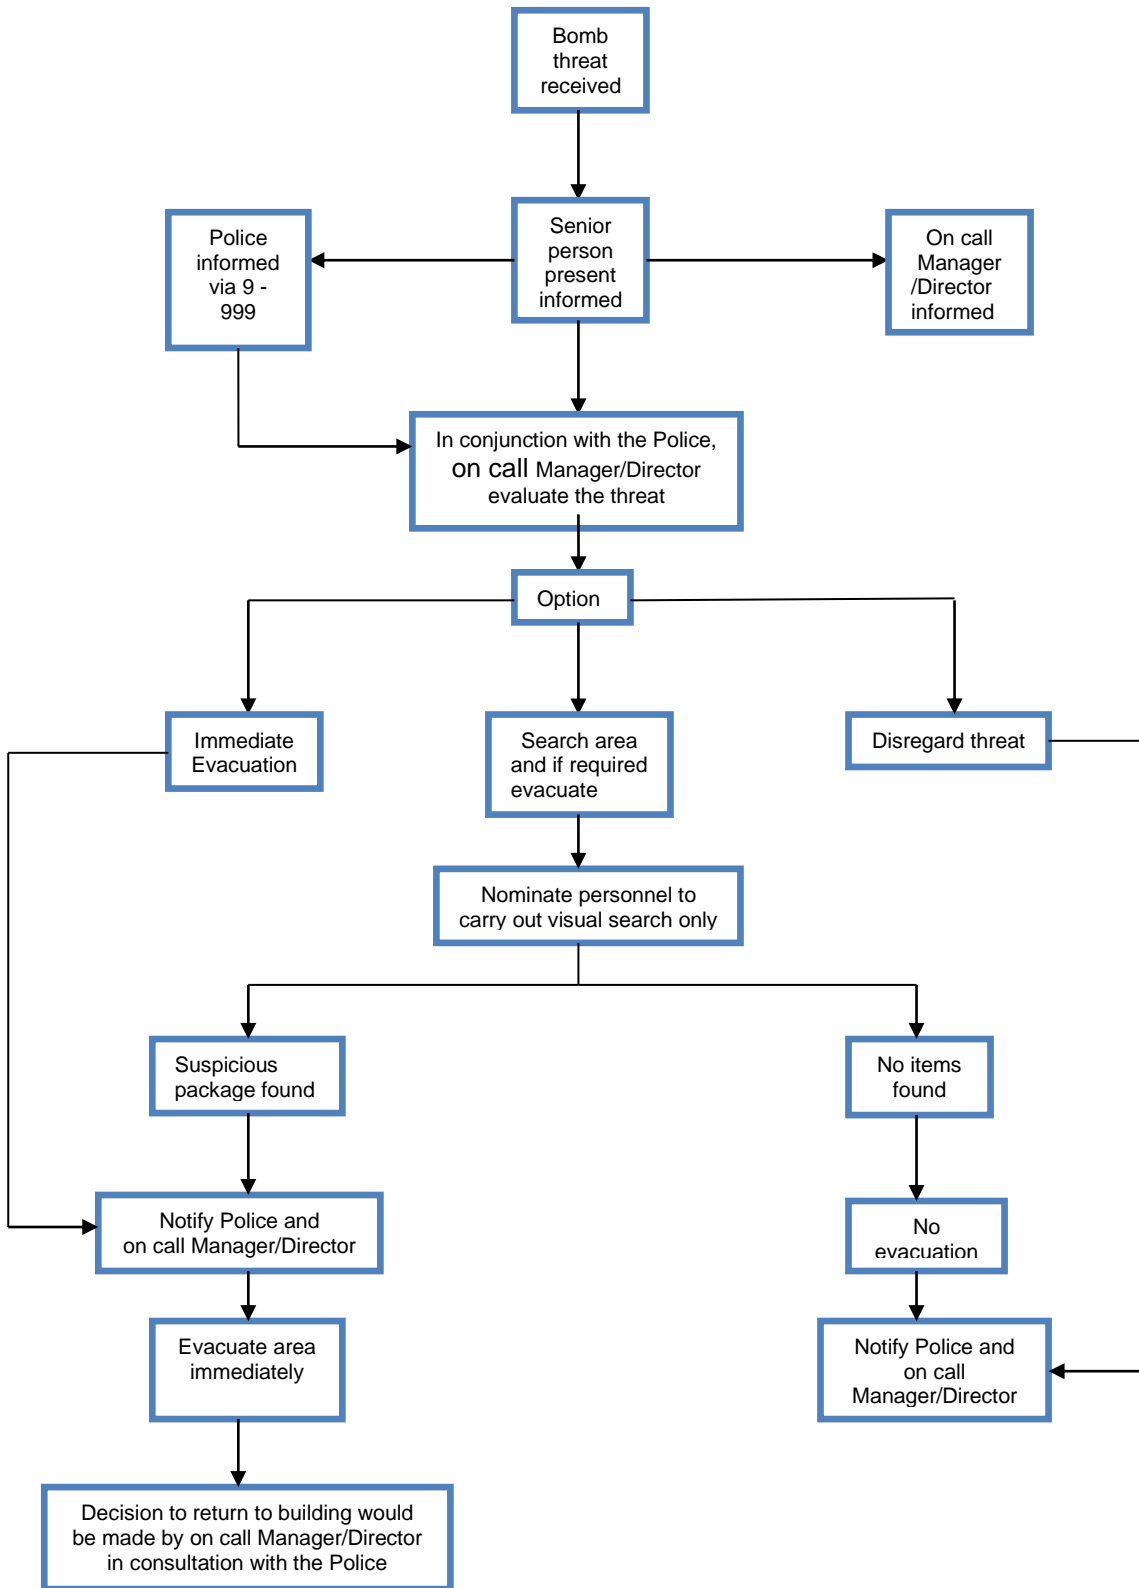 Bomb
threat
received
Police
informed
via 9 -
999
Senior
person
present
informed
On call
Manager
/Director
informed
In conjunction with the Police,
on call Manager/Director
evaluate the threat
Option
Immediate
Evacuation
Search area
and if required
evacuate
Disregard threat
Nominate personnel to
carry out visual search only
Suspicious
package found
No items
found
Notify Police and
on call Manager/Director
No
evacuation
Evacuate area
immediately
Notify Police and
on call
Manager/Director
Decision to return to building would
be made by on call Manager/Director
in consultation with the Police